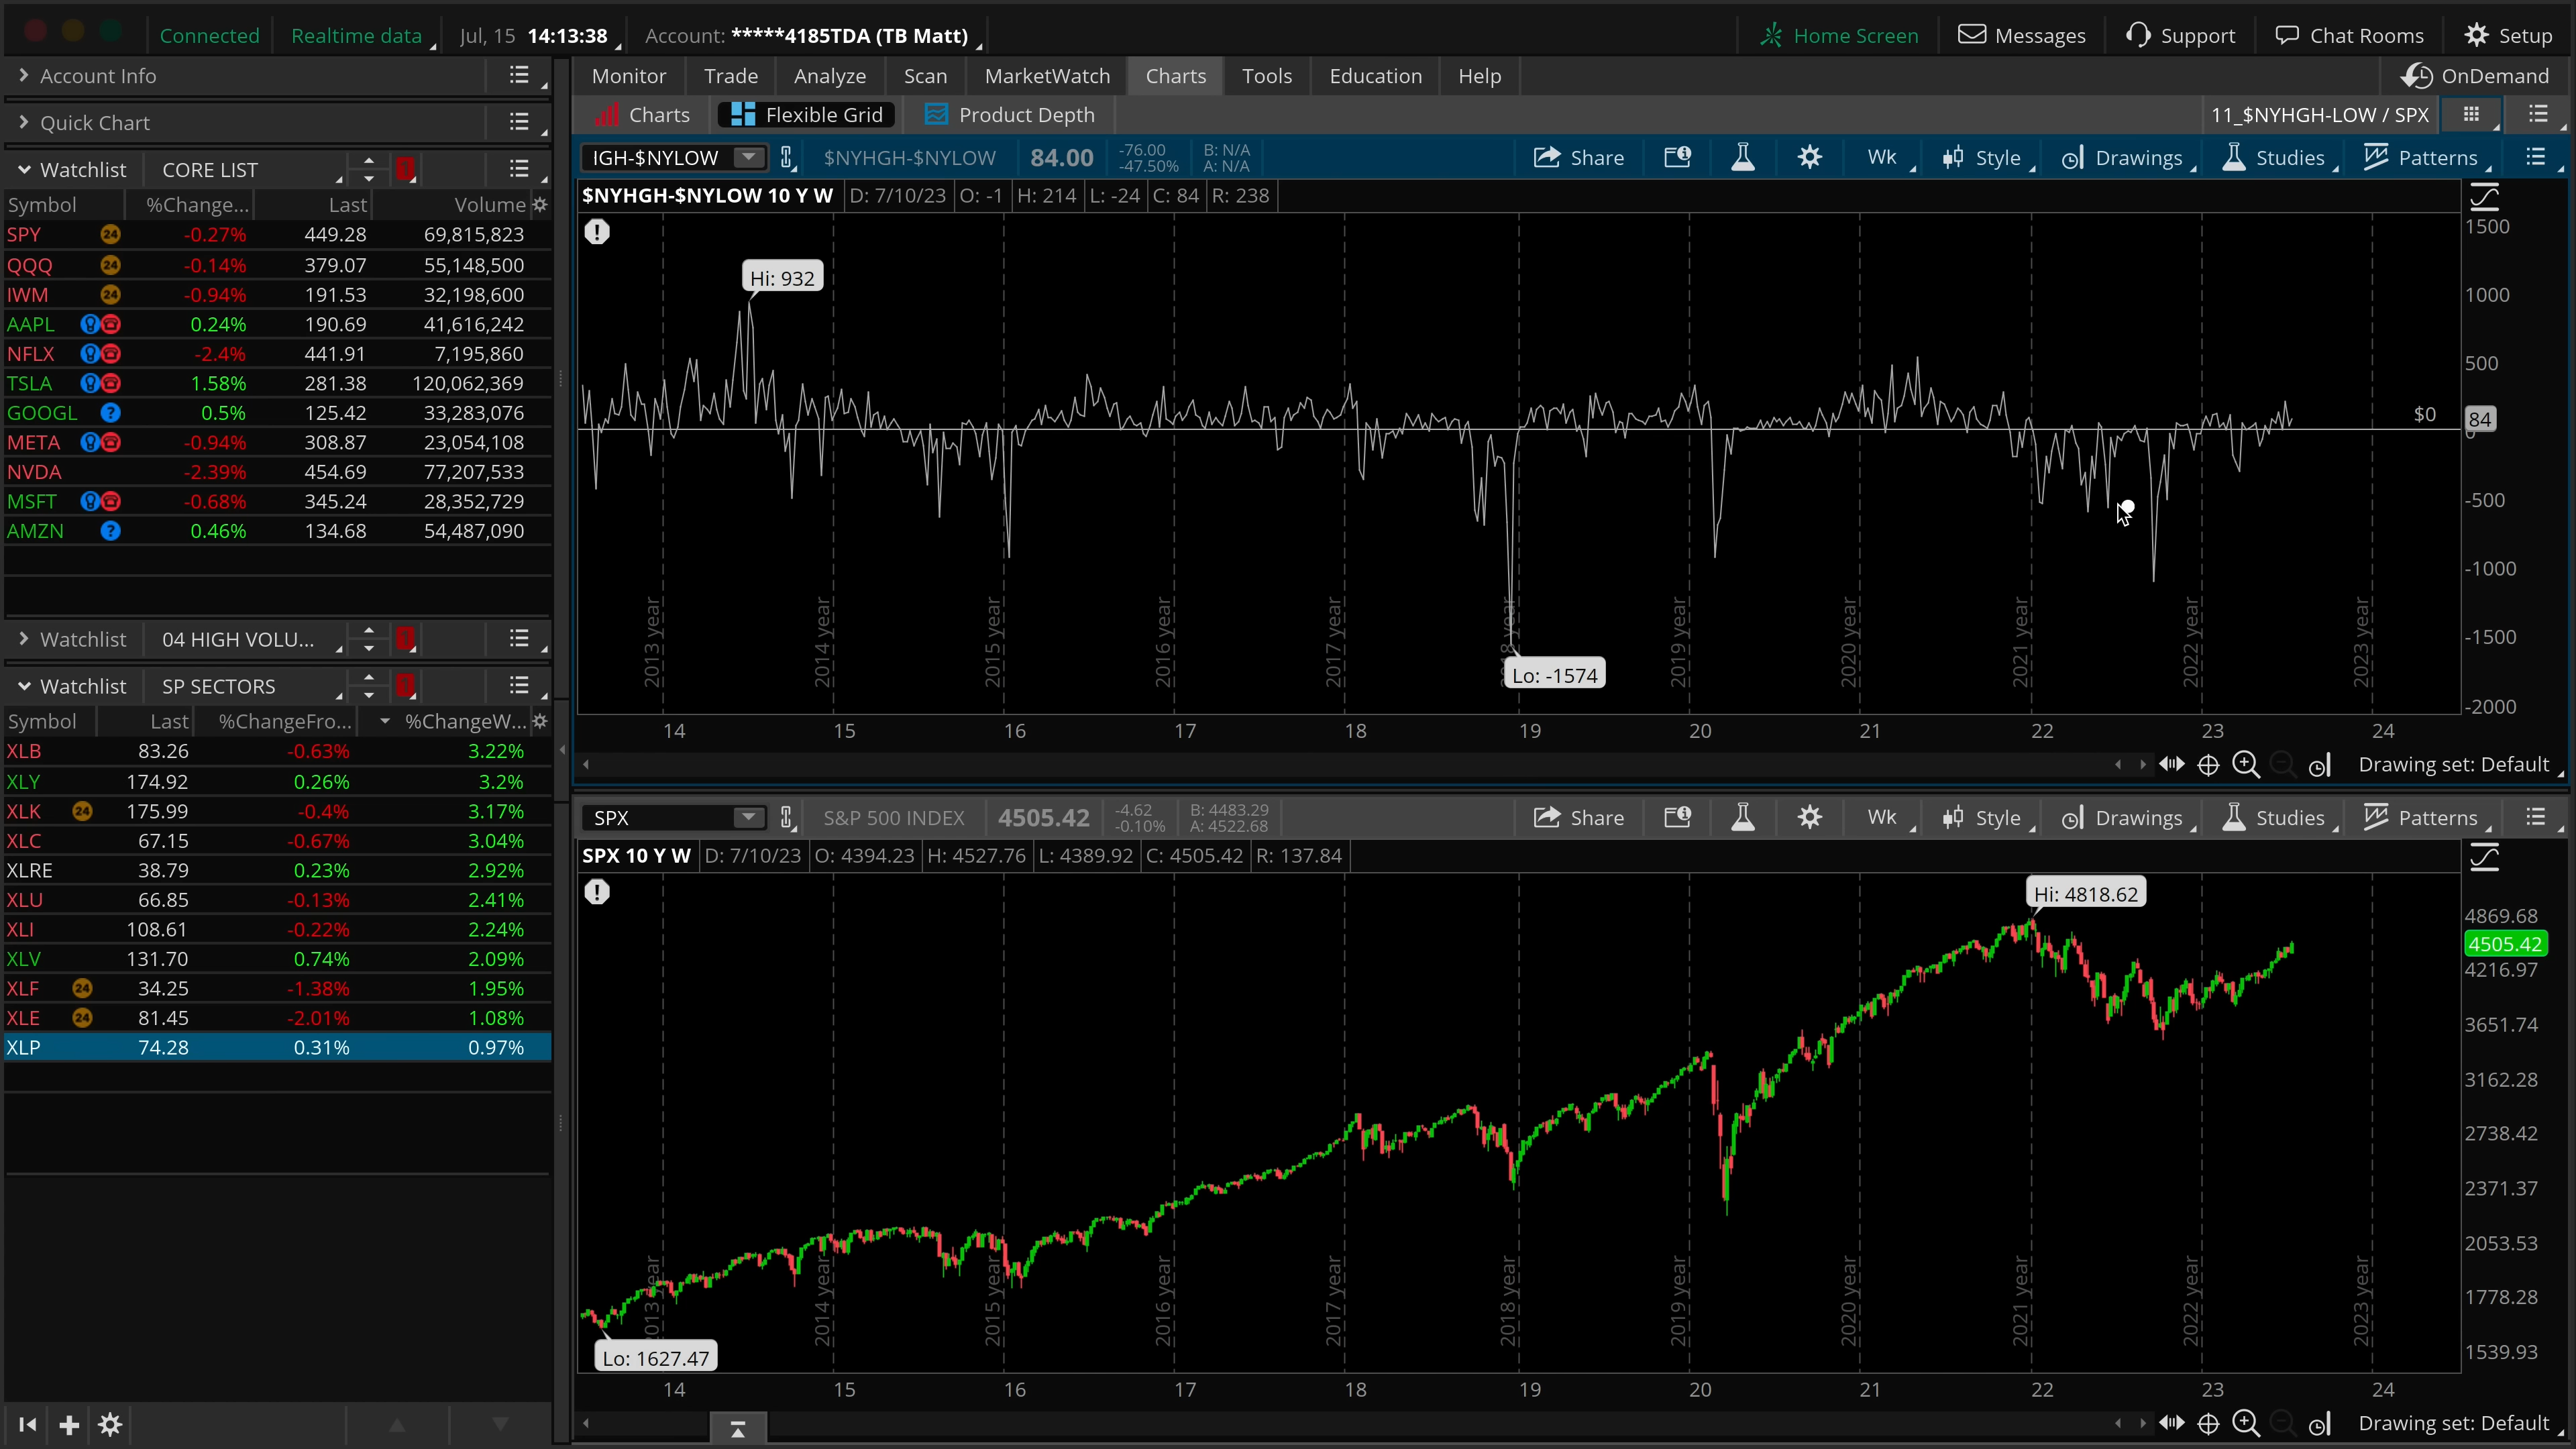 Connected Realtime data Jul, 15 14:13:38 Account: *****4185TDA (TB Matt) Home Screen Messages Support Chat Rooms Setup
Account Info
Quick Chart
Watchlist CORE LIST
Symbol %Change... Last Volume
SPY 24 -0.27% 449.28 69,815,823
QQQ 24 -0.14% 379.07 55,148,500
IWM 24 -0.94% 191.53 32,198,600
AAPL 0.24% 190.69 41,616,242
NFLX -2.4% 441.91 7,195,860
TSLA 1.58% 281.38 120,062,369
GOOGL ? 0.5% 125.42 33,283,076
META -0.94% 308.87 23,054,108
NVDA -2.39% 454.69 77,207,533
MSFT -0.68% 345.24 28,352,729
AMZN ? 0.46% 134.68 54,487,090
Watchlist 04 HIGH VOLU...
Watchlist SP SECTORS
Symbol Last %ChangeFro... %ChangeW...
XLB 83.26 -0.63% 3.22%
XLY 174.92 0.26% 3.2%
XLK 24 175.99 -0.4% 3.17%
XLC 67.15 -0.67% 3.04%
XLRE 38.79 0.23% 2.92%
XLU 66.85 -0.13% 2.41%
XLI 108.61 -0.22% 2.24%
XLV 131.70 0.74% 2.09%
XLF 24 34.25 -1.38% 1.95%
XLE 24 81.45 -2.01% 1.08%
XLP 74.28 0.31% 0.97%
Monitor Trade Analyze Scan MarketWatch Charts Tools Education Help OnDemand
Charts Flexible Grid Product Depth 11_$NYHGH-LOW / SPX
IGH-$NYLOW $NYHGH-$NYLOW 84.00 -76.00 B: N/A
-47.50% A: N/A
Share Wk Style Drawings Studies Patterns
$NYHGH-$NYLOW 10 Y W D: 7/10/23 O: -1 H: 214 L: -24 C: 84 R: 238
1500
Hi: 932
1000
500
$0 84
0
-500
-1000
-1500
-2000
2013 year 2014 year 2015 year 2016 year 2017 year 2018 year 2019 year 2020 year 2021 year 2022 year 2023 year
Lo: -1574
14 15 16 17 18 19 20 21 22 23 24
Drawing set: Default
SPX S&P 500 INDEX 4505.42 -4.62 B: 4483.29
-0.10% A: 4522.68
Share Wk Style Drawings Studies Patterns
SPX 10 Y W D: 7/10/23 O: 4394.23 H: 4527.76 L: 4389.92 C: 4505.42 R: 137.84
Hi: 4818.62
4869.68
4505.42
4216.97
3651.74
3162.28
2738.42
2371.37
2053.53
1778.28
1539.93
2013 year 2014 year 2015 year 2016 year 2017 year 2018 year 2019 year 2020 year 2021 year 2022 year 2023 year
Lo: 1627.47
14 15 16 17 18 19 20 21 22 23 24
Drawing set: Default